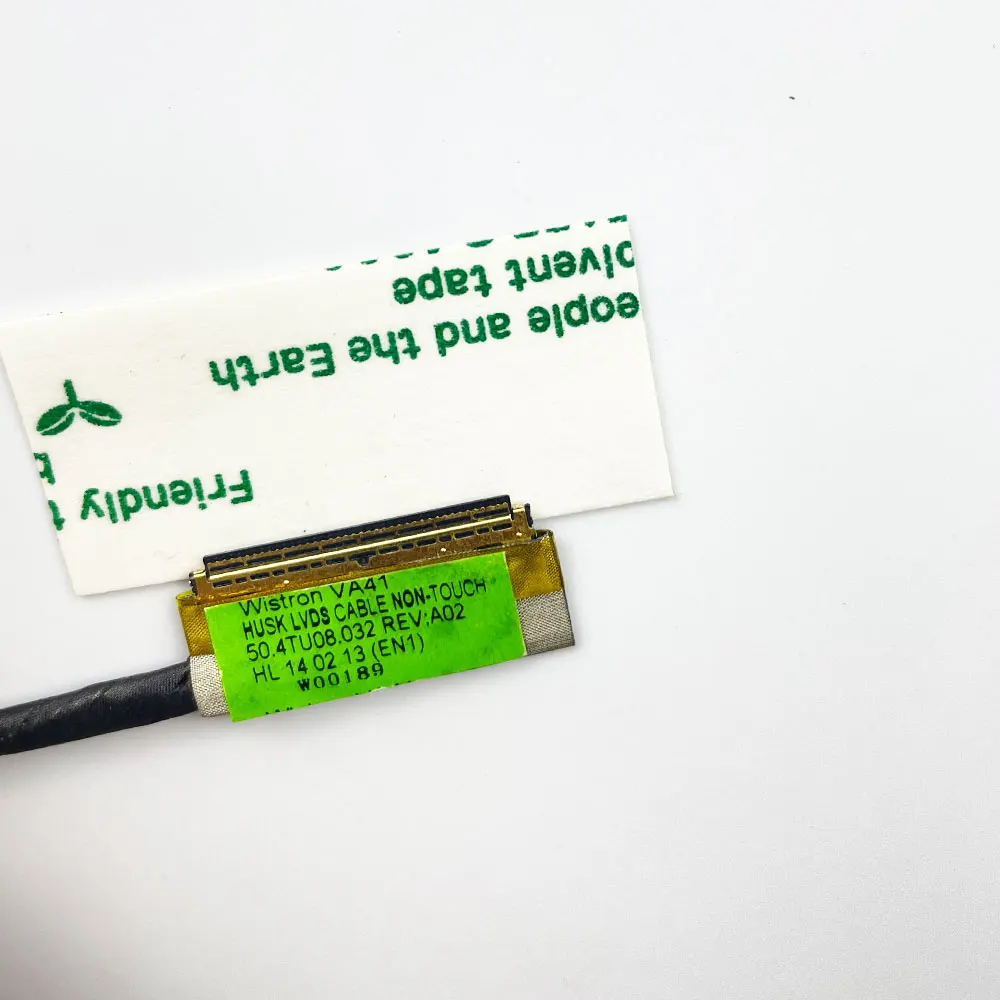 Friendly
eople and the Earth
olvent tape
Wistron VA41
HUSK LVDS CABLE NON-TOUCH
50.4TU08.032 REV:A02
HL 14 02 13 (EN1)
W00189